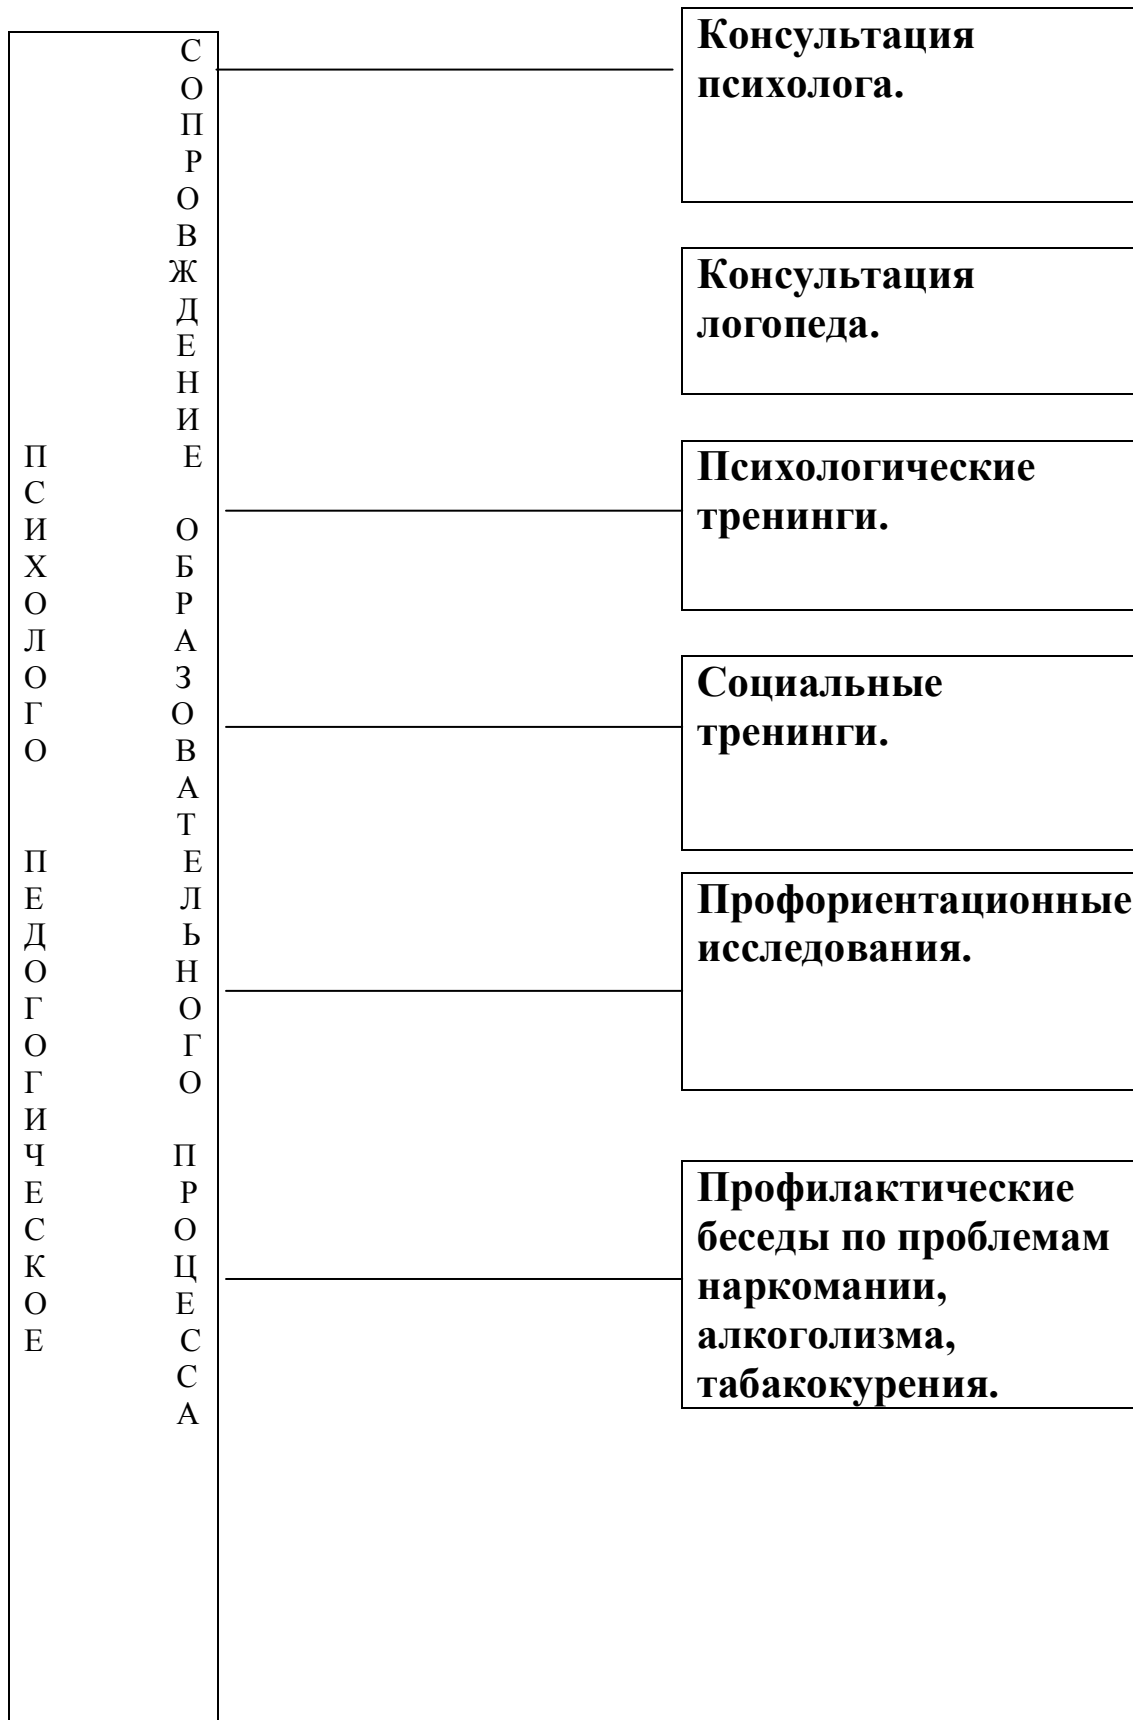 ПСИХОЛОГО ПЕДОГОГИЧЕСКОЕ
СОПРОВЖДЕНИЕ ОБРАЗОВАТЕЛЬНОГО ПРОЦЕССА
Консультация
психолога.
Консультация
логопеда.
Психологические
тренинги.
Социальные
тренинги.
Профориентационные
исследования.
Профилактические
беседы по проблемам
наркомании,
алкоголизма,
табакокурения.